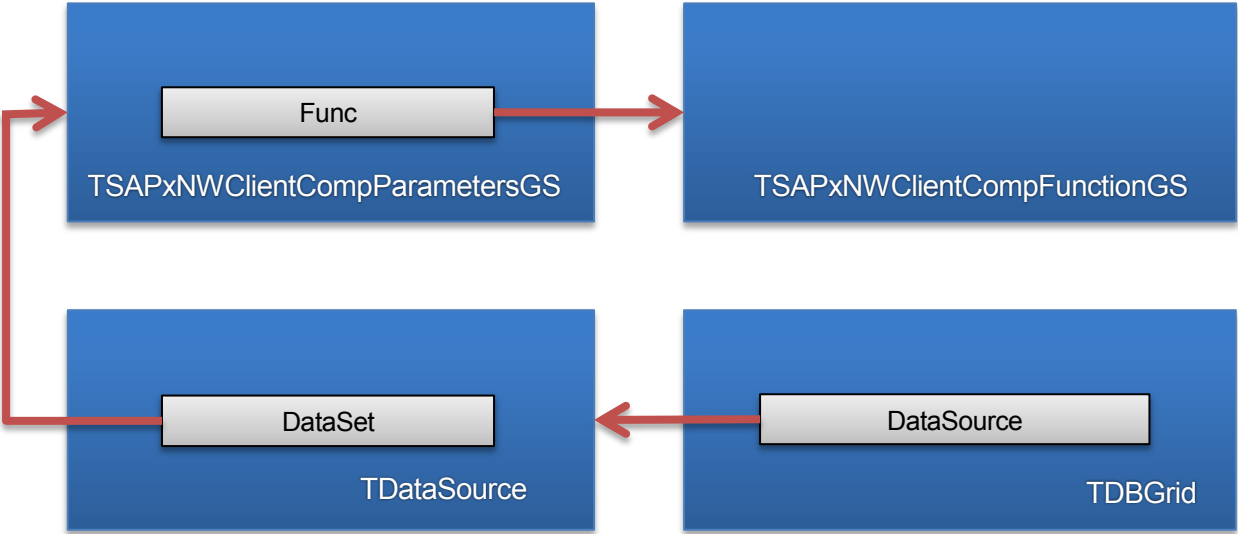 Func
TSAPxNWClientCompParametersGS
TSAPxNWClientCompFunctionGS
DataSet
TDataSource
DataSource
TDBGrid